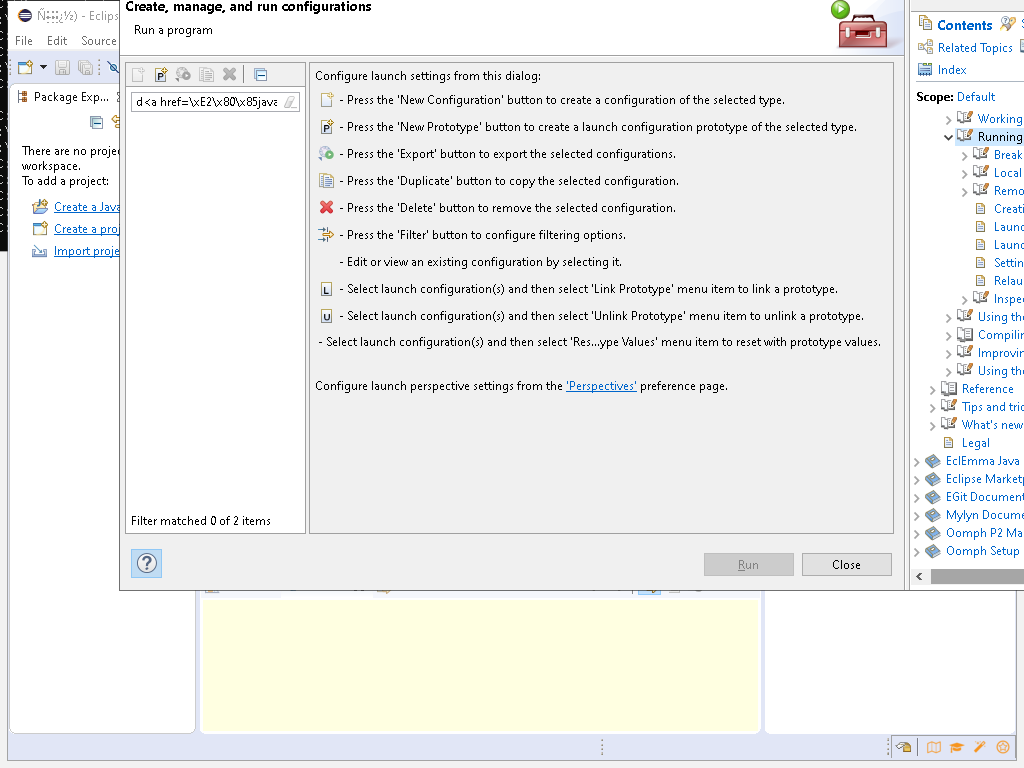 Create, manage, and run configurations
Run a program
File Edit Source
Package Exp...
There are no
workspace.
To add a project:
Create a Java
Create a
Import
d<a href=\xE2\x80\x85java
Filter matched 0 of 2 items
Configure launch settings from this dialog:
- Press the 'New Configuration' button to create a configuration of the selected type.
P - Press the 'New Prototype' button to create a launch configuration prototype of the selected type.
- Press the 'Export' button to export the selected configurations.
- Press the 'Duplicate' button to copy the selected configuration.
- Press the 'Delete' button to remove the selected configuration.
- Press the 'Filter' button to configure filtering options.
- Edit or view an existing configuration by selecting it.
L - Select launch configuration(s) and then select 'Link Prototype' menu item to link a prototype.
U - Select launch configuration(s) and then select 'Unlink Prototype' menu item to unlink a prototype.
- Select launch configuration(s) and then select 'Res...ype Values' menu item to reset with prototype values.
Configure launch perspective settings from the 'Perspectives' preference page.
Run
Close
Contents
Related Topics
Index
Scope: Default
Working
Running
Break
Local
Remo
Creati
Launc
Launc
Settin
Relau
Inspe
Using the
Compilin
Improvin
Using the
Reference
Tips and tric
What's new
Legal
EclEmma Java
Eclipse Marketp
EGit Document
Mylyn Docume
Oomph P2 Ma
Oomph Setup